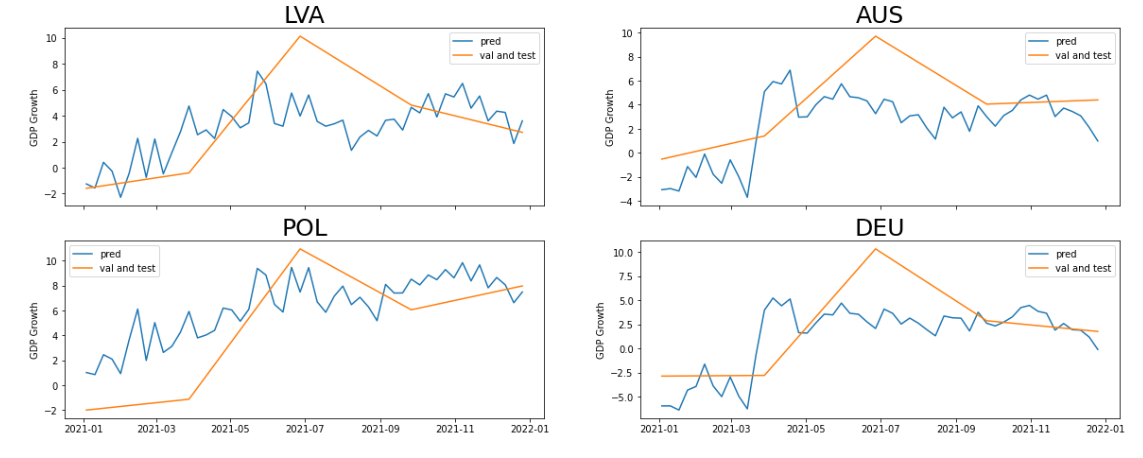 LVA
GDP Growth
10
8
6
4
2
0
−2
pred
val and test
AUS
GDP Growth
10
8
6
4
2
0
−2
−4
pred
val and test
POL
GDP Growth
10
8
6
4
2
0
−2
pred
val and test
2021-01 2021-03 2021-05 2021-07 2021-09 2021-11 2022-01
DEU
GDP Growth
10.0
7.5
5.0
2.5
0.0
−2.5
−5.0
pred
val and test
2021-01 2021-03 2021-05 2021-07 2021-09 2021-11 2022-01